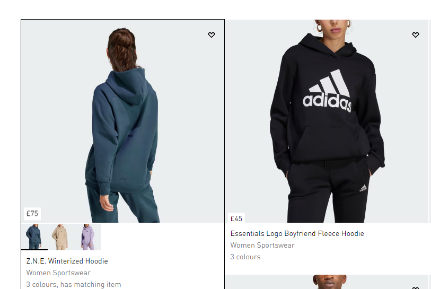 adidas
£75
£45
Z.N.E. Winterized Hoodie
Women Sportswear
3 colours, has matching item
Essentials Logo Boyfriend Fleece Hoodie
Women Sportswear
3 colours